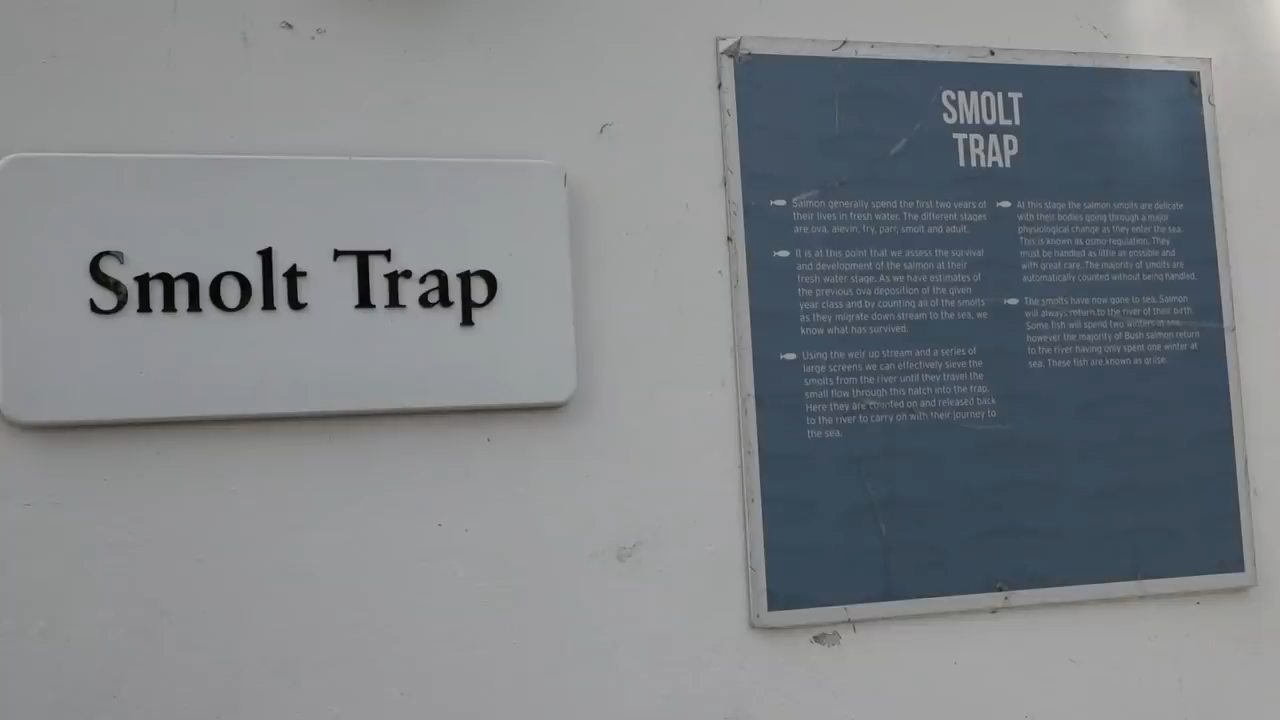 Smolt Trap
SMOLT
TRAP
Salmon generally spend the first two years of
their lives in fresh water. The different stages
are ova, alevin, fry, parr, smolt and adult.
It is at this point that we assess the survival
and development of the salmon at their
fresh water stage. As we have estimates of
the previous ova deposition of the given
year class and by counting all of the smolts
as they migrate down stream to the sea, we
know what has survived.
Using the weir up stream and a series of
large screens we can effectively sieve the
smolts from the river until they travel the
small flow through this hatch into the trap.
Here they are counted on and released back
to the river to carry on with their journey to
the sea.
At this stage the salmon smolts are delicate
with their bodies going through a major
physiological change as they enter the sea.
This is known as osmo-regulation. They
must be handled as little as possible and
with great care. The majority of smolts are
automatically counted without being handled.
The smolts have now gone to sea. Salmon
will always return to the river of their birth.
Some fish will spend two winters at sea,
however the majority of Bush salmon return
to the river having only spent one winter at
sea. These fish are known as grilse.